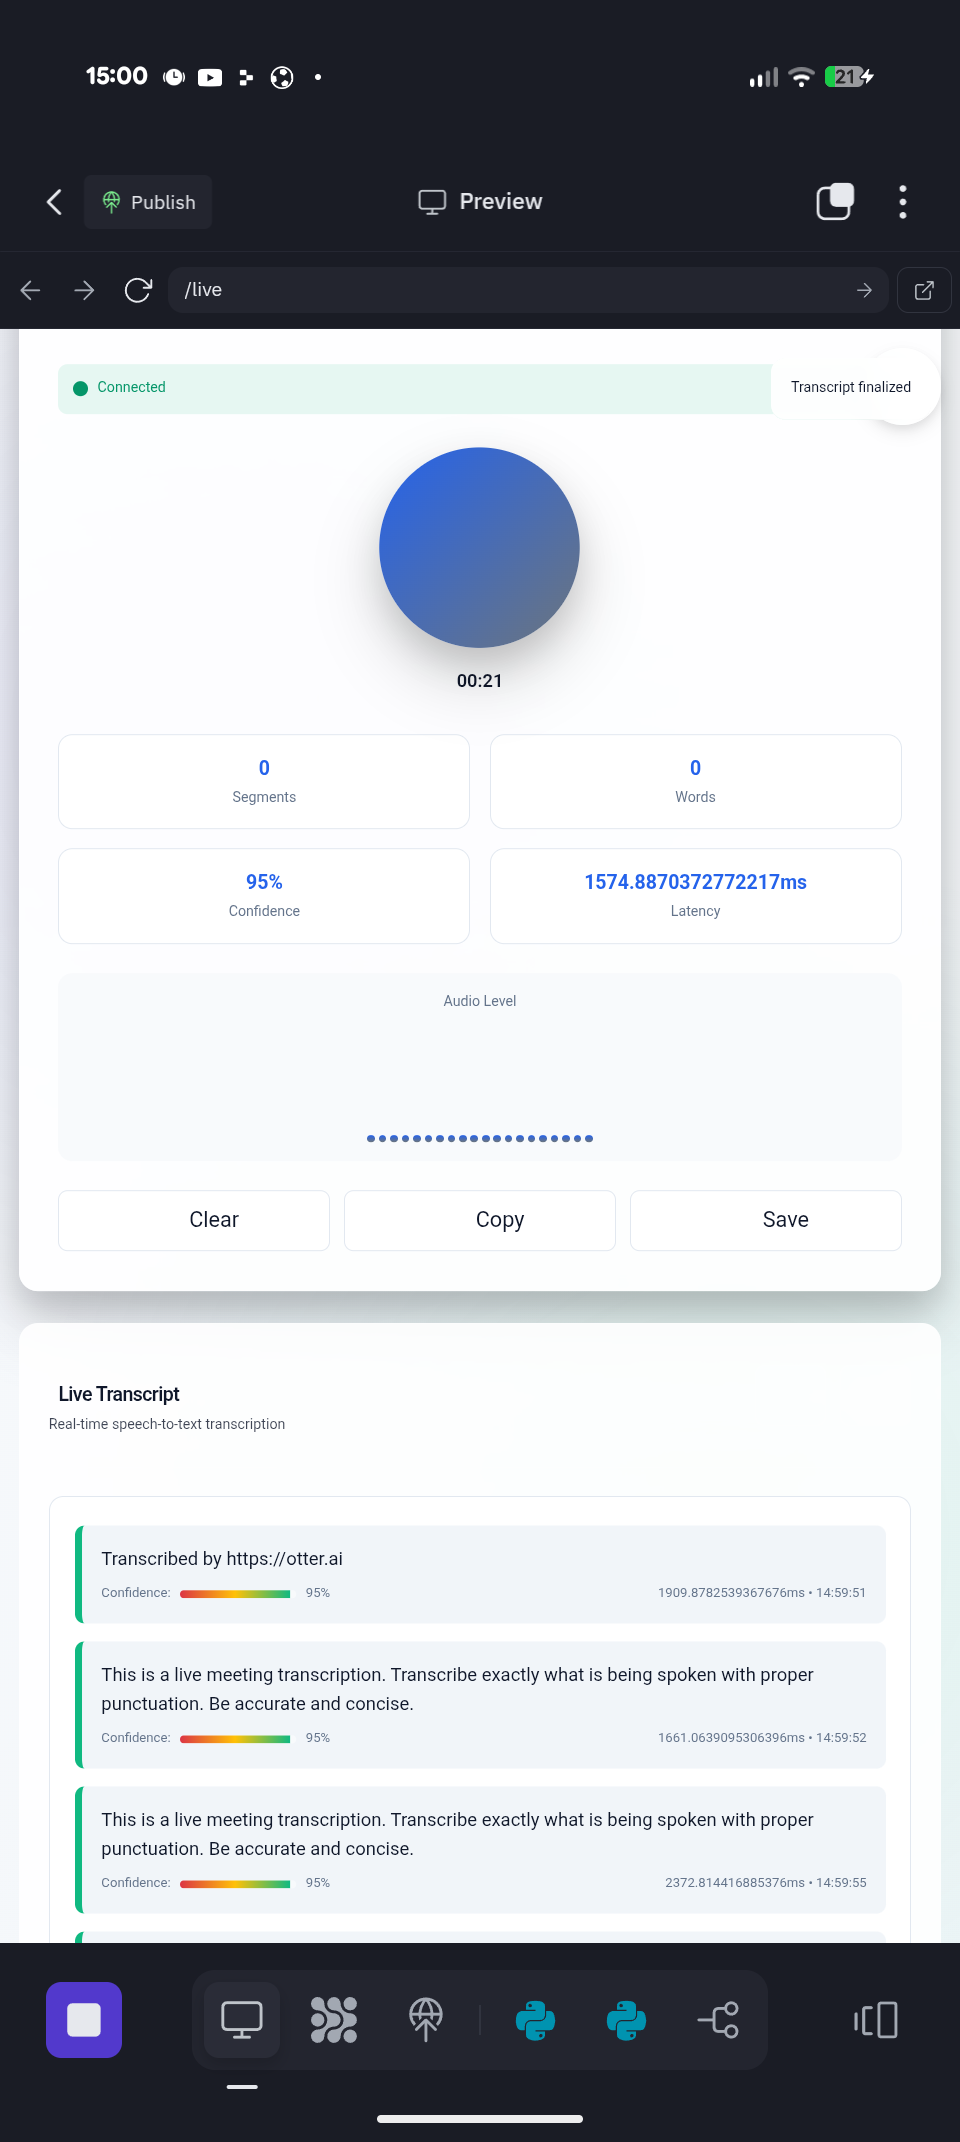 15:00
21
Publish
Preview
/live
Connected
Transcript finalized
00:21
0
Segments
0
Words
95%
Confidence
1574.8870372772217ms
Latency
Audio Level
Clear
Copy
Save
Live Transcript
Real-time speech-to-text transcription
Transcribed by https://otter.ai
Confidence: 95% 1909.8782539367676ms • 14:59:51
This is a live meeting transcription. Transcribe exactly what is being spoken with proper
punctuation. Be accurate and concise.
Confidence: 95% 1661.0639095306396ms • 14:59:52
This is a live meeting transcription. Transcribe exactly what is being spoken with proper
punctuation. Be accurate and concise.
Confidence: 95% 2372.814416885376ms • 14:59:55